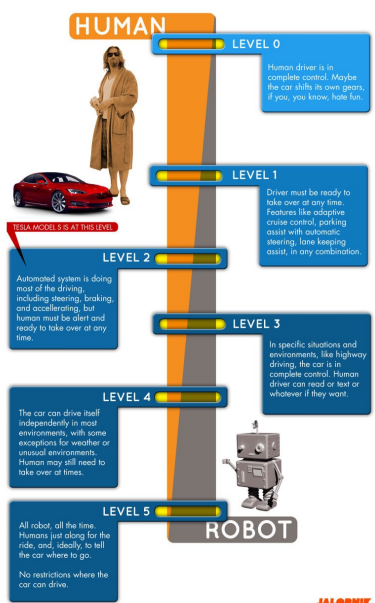 HUMAN
LEVEL 0
Human driver is in
complete control. Maybe
the car shifts its own gears,
if you, you know, hate fun.
LEVEL 1
Driver must be ready to
take over at any time.
Features like adaptive
cruise control, parking
assist with automatic
steering, lane keeping
assist, in any combination.
TESLA MODEL S IS AT THIS LEVEL
LEVEL 2
Automated system is doing
most of the driving,
including steering, braking,
and accellerating, but
human must be alert and
ready to take over at any
time.
LEVEL 3
In specific situations and
environments, like highway
driving, the car is in
complete control. Human
driver can read or text or
whatever if they want.
LEVEL 4
The car can drive itself
independently in most
environments, with some
exceptions for weather or
unusual environments.
Human may still need to
take over at times.
LEVEL 5
All robot, all the time.
Humans just along for the
ride, and, ideally, to tell
the car where to go.
No restrictions where the
car can drive.
ROBOT
JALOPNIK